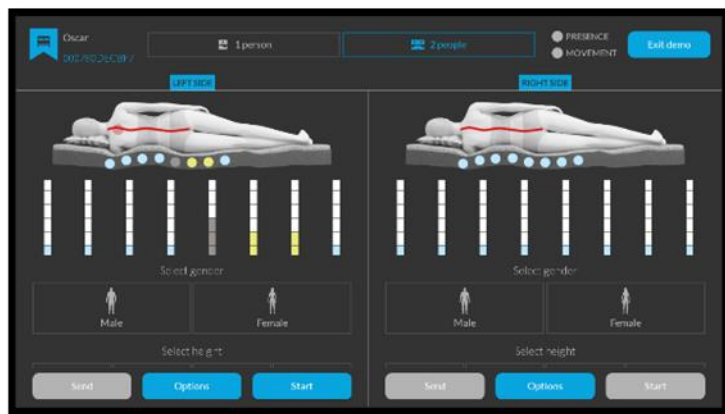 Oscar
1 person
2 people
PRESENCE
MOVEMENT
Exit demo
LEFT SIDE
RIGHT SIDE
Select gender
Select gender
Male
Female
Male
Female
Select height
Select height
Send
Options
Start
Send
Options
Start